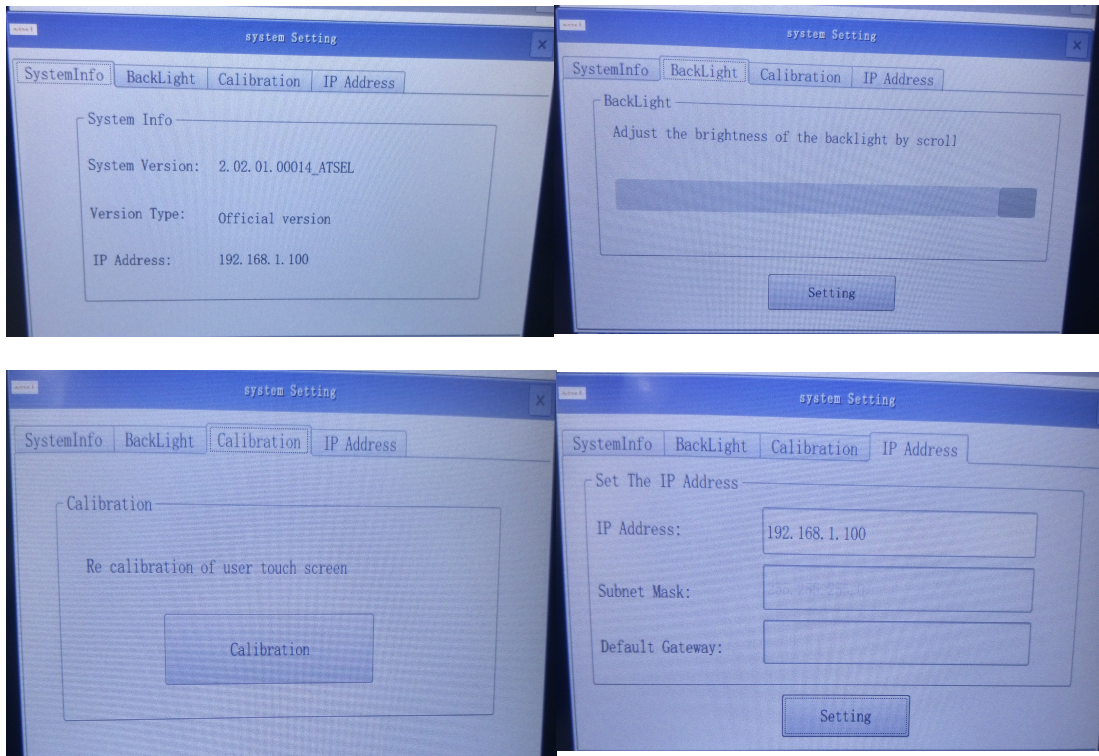 system Setting
X
SystemInfo BackLight Calibration IP Address
System Info
System Version: 2.02.01.00014_ATSEL
Version Type: Official version
IP Address: 192.168.1.100
system Setting
X
SystemInfo BackLight Calibration IP Address
BackLight
Adjust the brightness of the backlight by scroll
Setting
system Setting
X
SystemInfo BackLight Calibration IP Address
Calibration
Re calibration of user touch screen
Calibration
system Setting
SystemInfo BackLight Calibration IP Address
Set The IP Address
IP Address: 192.168.1.100
Subnet Mask:
Default Gateway:
Setting